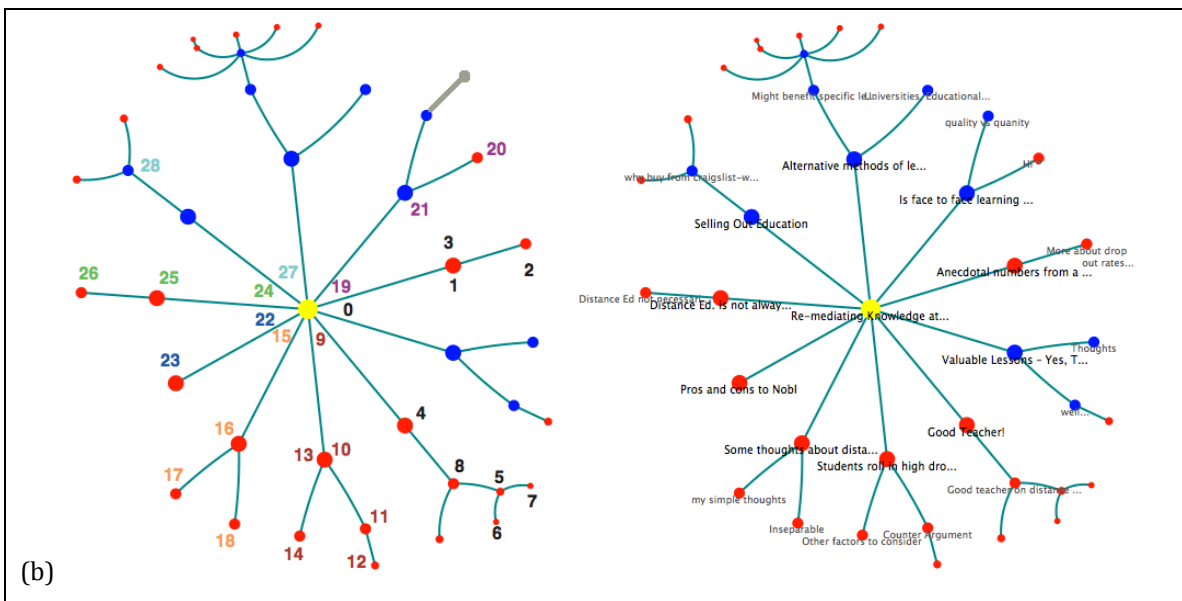 28
20
21
3
2
1
26
25
27
24
19
0
22
15
9
23
4
16
13
10
8
5
7
17
11
6
18
14
12
(b)
Might benefit specific le...
Universities, Educational...
quality vs quanity
Alternative methods of le...
why buy from craigslist-w...
Is face to face learning ...
Selling Out Education
More about drop
out rates...
Anecdotal numbers from a ...
Distance Ed not necessari...
Distance Ed. Is not alway...
Re-mediating Knowledge at...
Thoughts
Valuable Lessons – Yes, T...
Pros and cons to Nobl
well...
Good Teacher!
Some thoughts about dista...
Students roll in high dro...
my simple thoughts
Good teacher on distance ...
Inseparable
Other factors to consider
Counter Argument